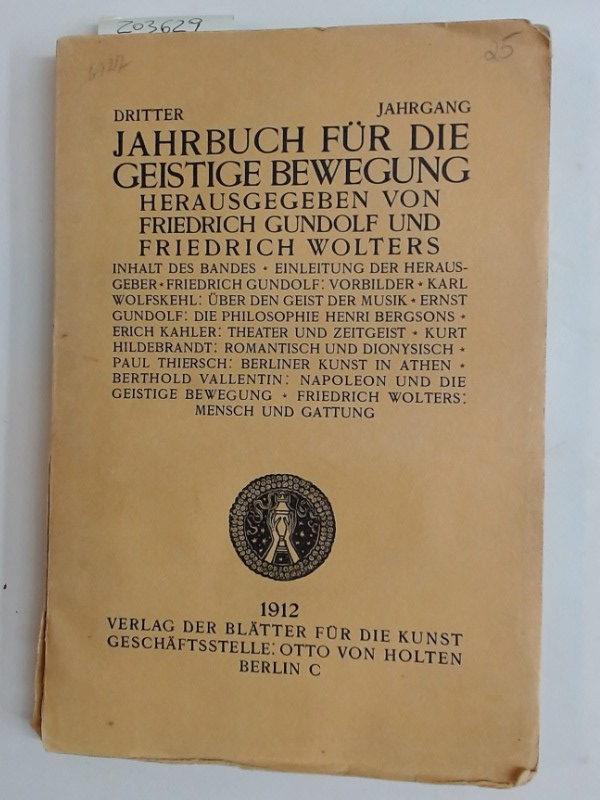 203629
25
DRITTER JAHRGANG
JAHRBUCH FÜR DIE
GEISTIGE BEWEGUNG
HERAUSGEGEBEN VON
FRIEDRICH GUNDOLF UND
FRIEDRICH WOLTERS
INHALT DES BANDES * EINLEITUNG DER HERAUS-
GEBER * FRIEDRICH GUNDOLF: VORBILDER * KARL
WOLFSKEHL: ÜBER DEN GEIST DER MUSIK * ERNST
GUNDOLF: DIE PHILOSOPHIE HENRI BERGSONS *
ERICH KAHLER: THEATER UND ZEITGEIST * KURT
HILDEBRANDT: ROMANTISCH UND DIONYSISCH *
PAUL THIERSCH: BERLINER KUNST IN ATHEN *
BERTHOLD VALLENTIN: NAPOLEON UND DIE
GEISTIGE BEWEGUNG * FRIEDRICH WOLTERS:
MENSCH UND GATTUNG
1912
VERLAG DER BLÄTTER FÜR DIE KUNST
GESCHÄFTSSTELLE: OTTO VON HOLTEN
BERLIN C